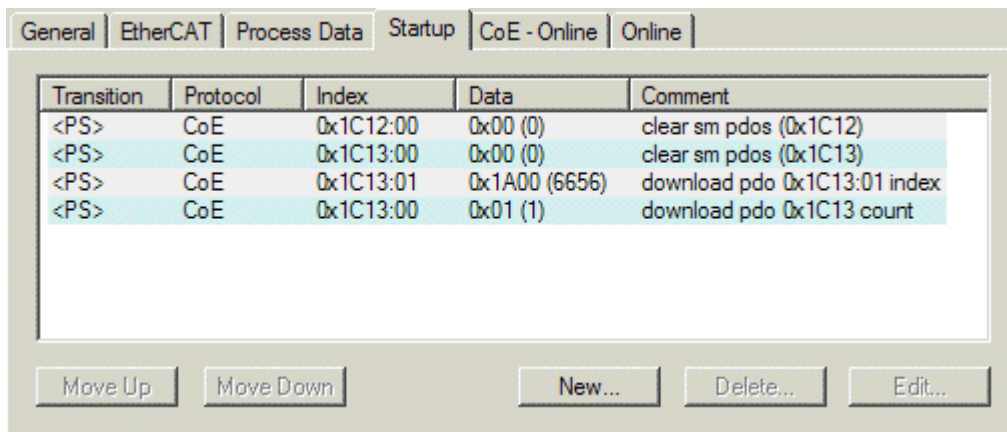 General EtherCAT Process Data Startup CoE - Online Online
Transition Protocol Index Data Comment
<PS> CoE 0x1C12:00 0x00 (0) clear sm pdos (0x1C12)
<PS> CoE 0x1C13:00 0x00 (0) clear sm pdos (0x1C13)
<PS> CoE 0x1C13:01 0x1A00 (6656) download pdo 0x1C13:01 index
<PS> CoE 0x1C13:00 0x01 (1) download pdo 0x1C13 count
Move Up Move Down New... Delete... Edit...